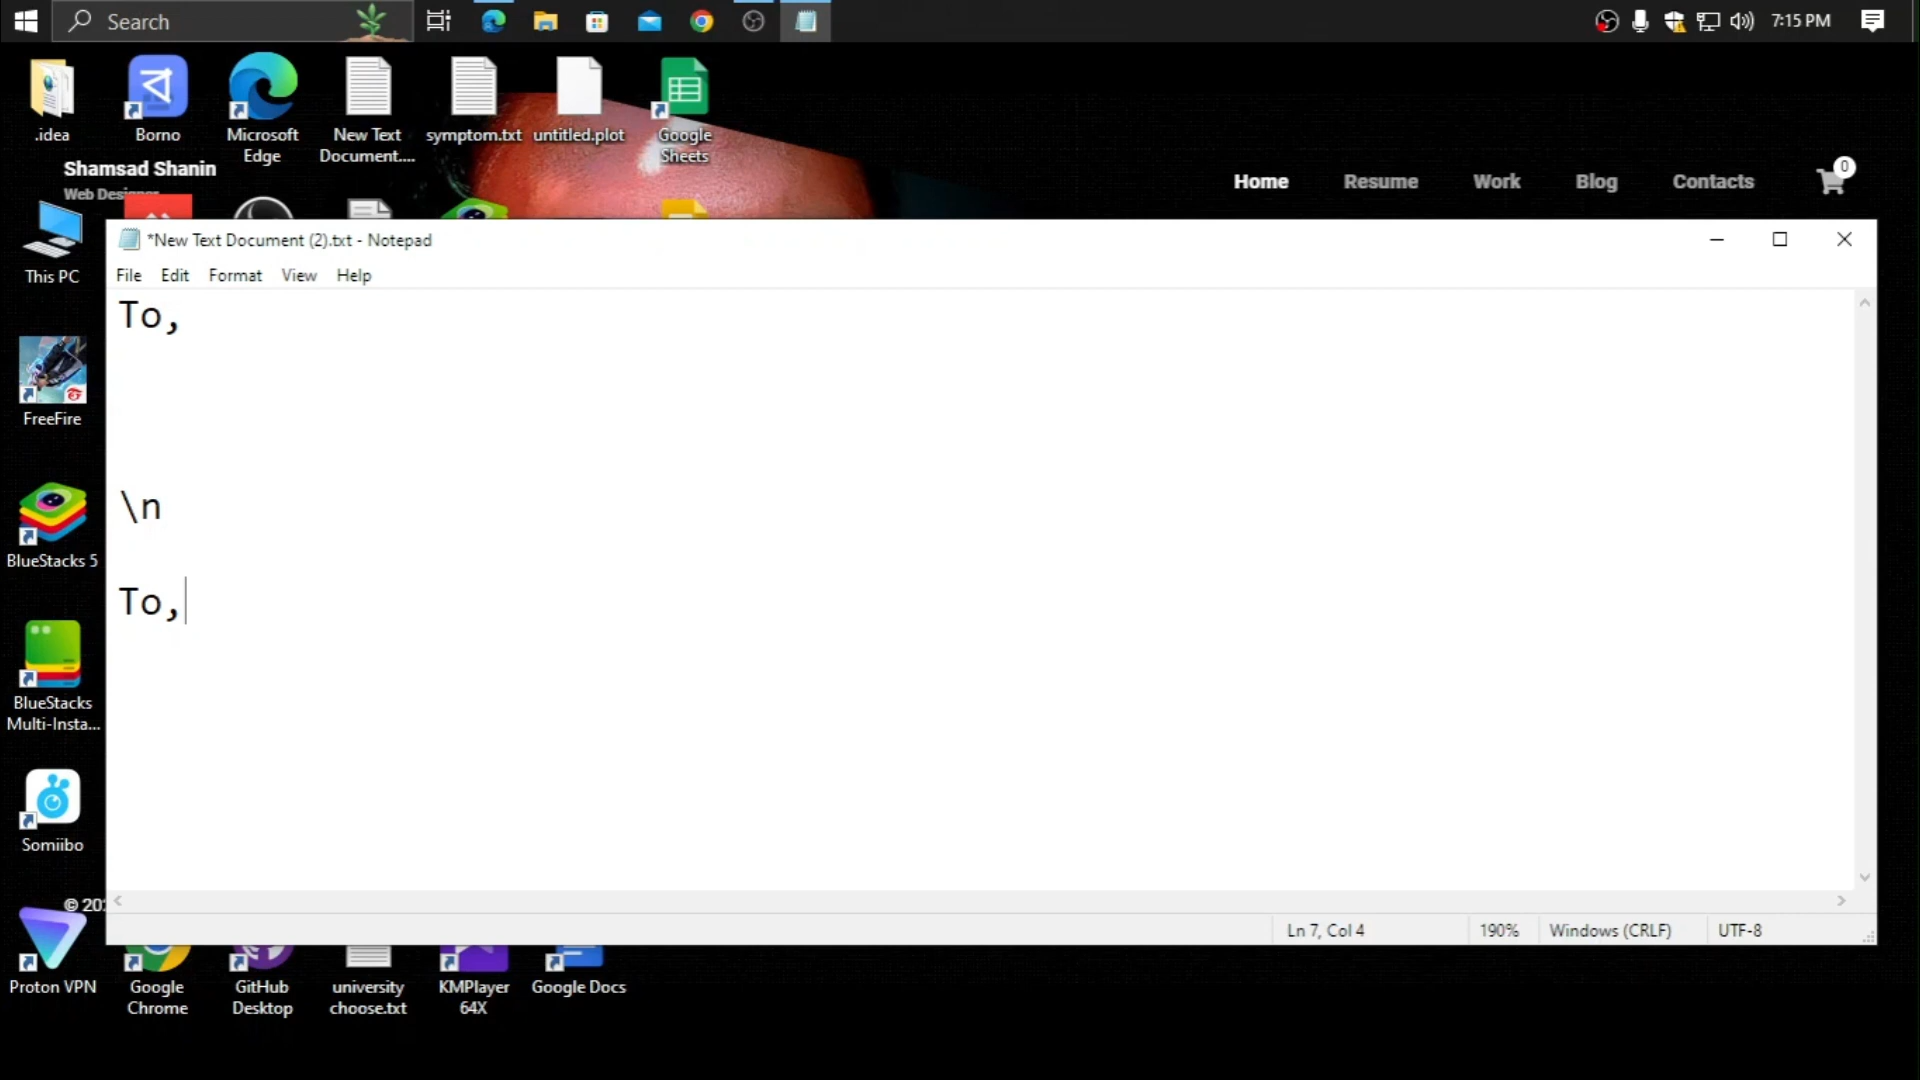 Search
7:15 PM
.idea
Borno
Microsoft
Edge
New Text
Document....
symptom.txt
untitled.plot
Google
Sheets
Shamsad Shanin
Home
Resume
Work
Blog
Contacts
0
This PC
*New Text Document (2).txt - Notepad
File
Edit
Format
View
Help
To,
\n
To,
FreeFire
BlueStacks 5
BlueStacks
Multi-Insta...
Somiibo
Ln 7, Col 4
190%
Windows (CRLF)
UTF-8
Proton VPN
Google
Chrome
GitHub
Desktop
university
choose.txt
KMPlayer
64X
Google Docs